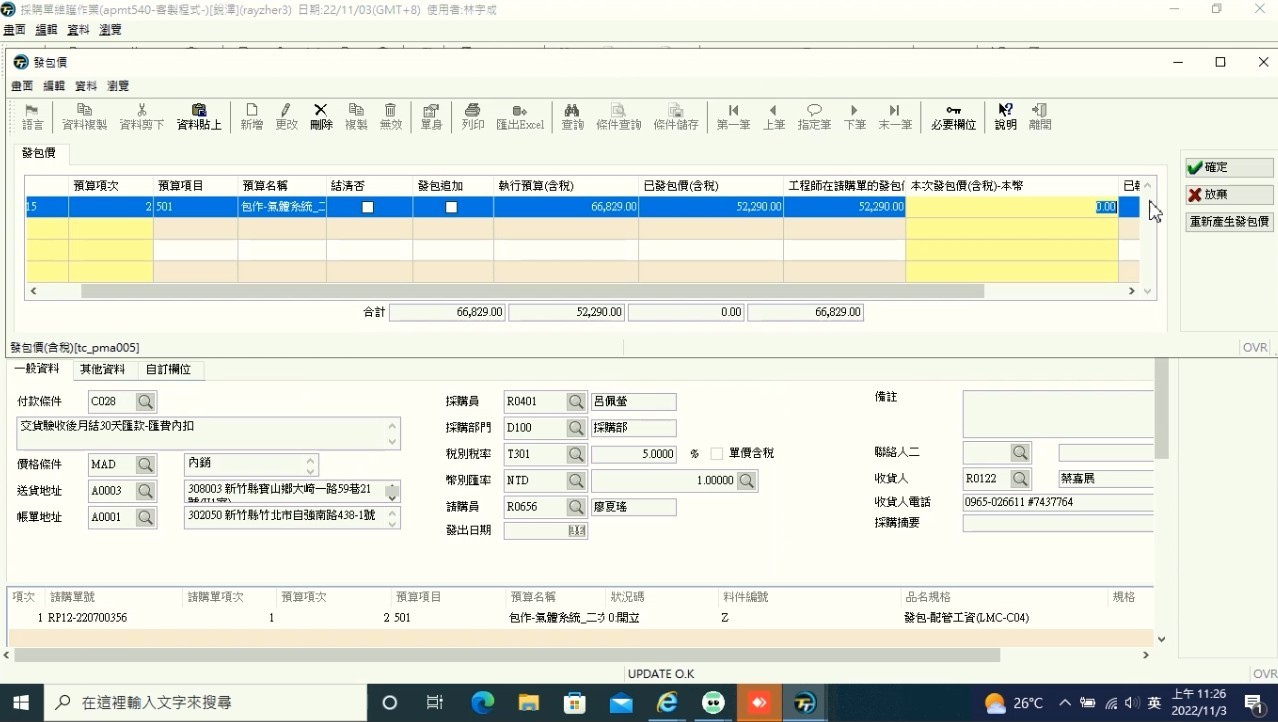 採購單維護作業(apmt540-客製程式-)[銳澤](rayzher3) 日期:22/11/03(GMT+8) 使用者:林宇成
畫面 編輯 資料 瀏覽
發包價
畫面 編輯 資料 瀏覽
語言 資料複製 資料剪下 資料貼上 新增 更改 刪除 複製 無效 單身 列印 匯出Excel 查詢 條件查詢 條件儲存 第一筆 上筆 指定筆 下筆 末一筆 必要欄位 說明 離開
發包價
確定
放棄
重新產生發包價
預算項次 預算項目 預算名稱 結清否 發包追加 執行預算(含稅) 已發包價(含稅) 工程師在請購單的發包 本次發包價(含稅)-本幣
15 2 501 包作-氣體系統_二 66,829.00 52,290.00 52,290.00 0.00
合計 66,829.00 52,290.00 0.00 66,829.00
發包價(含稅)[tc_pma005] OVR
一般資料 其他資料 自訂欄位
付款條件 C028 採購員 R0401 呂佩螢 備註
交貨驗收後月結30天匯款-匯費內扣 採購部門 D100 採購部
價格條件 MAD 內銷 稅別稅率 T301 5.0000 % 單價含稅 聯絡人二
送貨地址 A0003 308003 新竹縣寶山鄉大崎一路59巷21 幣別匯率 NTD 1.00000 收貨人 R0122 蔡嘉展
帳單地址 A0001 302050 新竹縣竹北市自強南路438-1號 請購員 R0656 廖夏瑤 收貨人電話 0965-026611 #7437764
發出日期 採購摘要
項次 請購單號 請購單項次 預算項次 預算項目 預算名稱 狀況碼 料件編號 品名規格 規格
1 RP12-220700356 1 2 501 包作-氣體系統_二次 0:開立 Z 發包-配管工資(LMC-C04)
UPDATE O.K OVR
在這裡輸入文字來搜尋 26°C 英 上午 11:26
2022/11/3 1